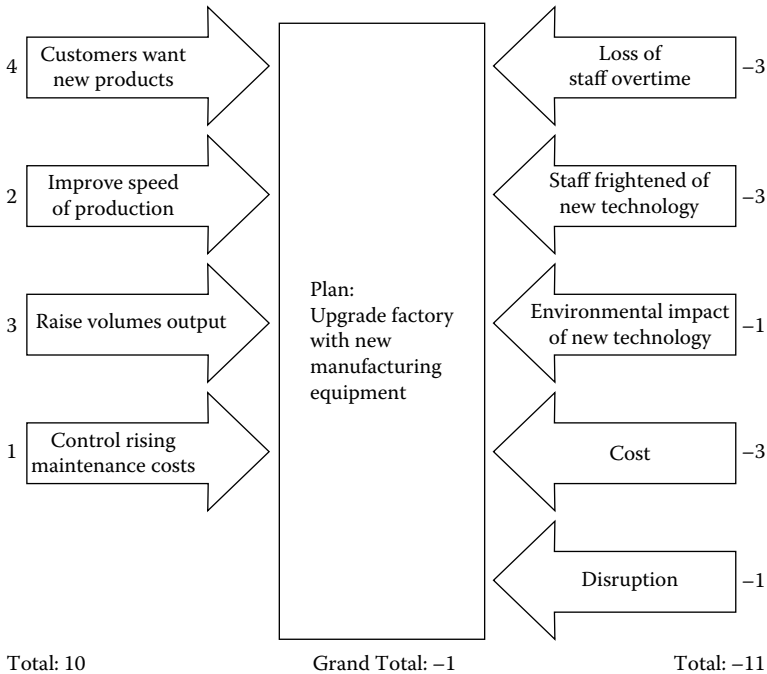 4
Customers want
new products
2
Improve speed
of production
3
Raise volumes output
1
Control rising
maintenance costs
Plan:
Upgrade factory
with new
manufacturing
equipment
Loss of
staff overtime
–3
Staff frightened of
new technology
–3
Environmental impact
of new technology
–1
Cost
–3
Disruption
–1
Total: 10
Grand Total: –1
Total: –11